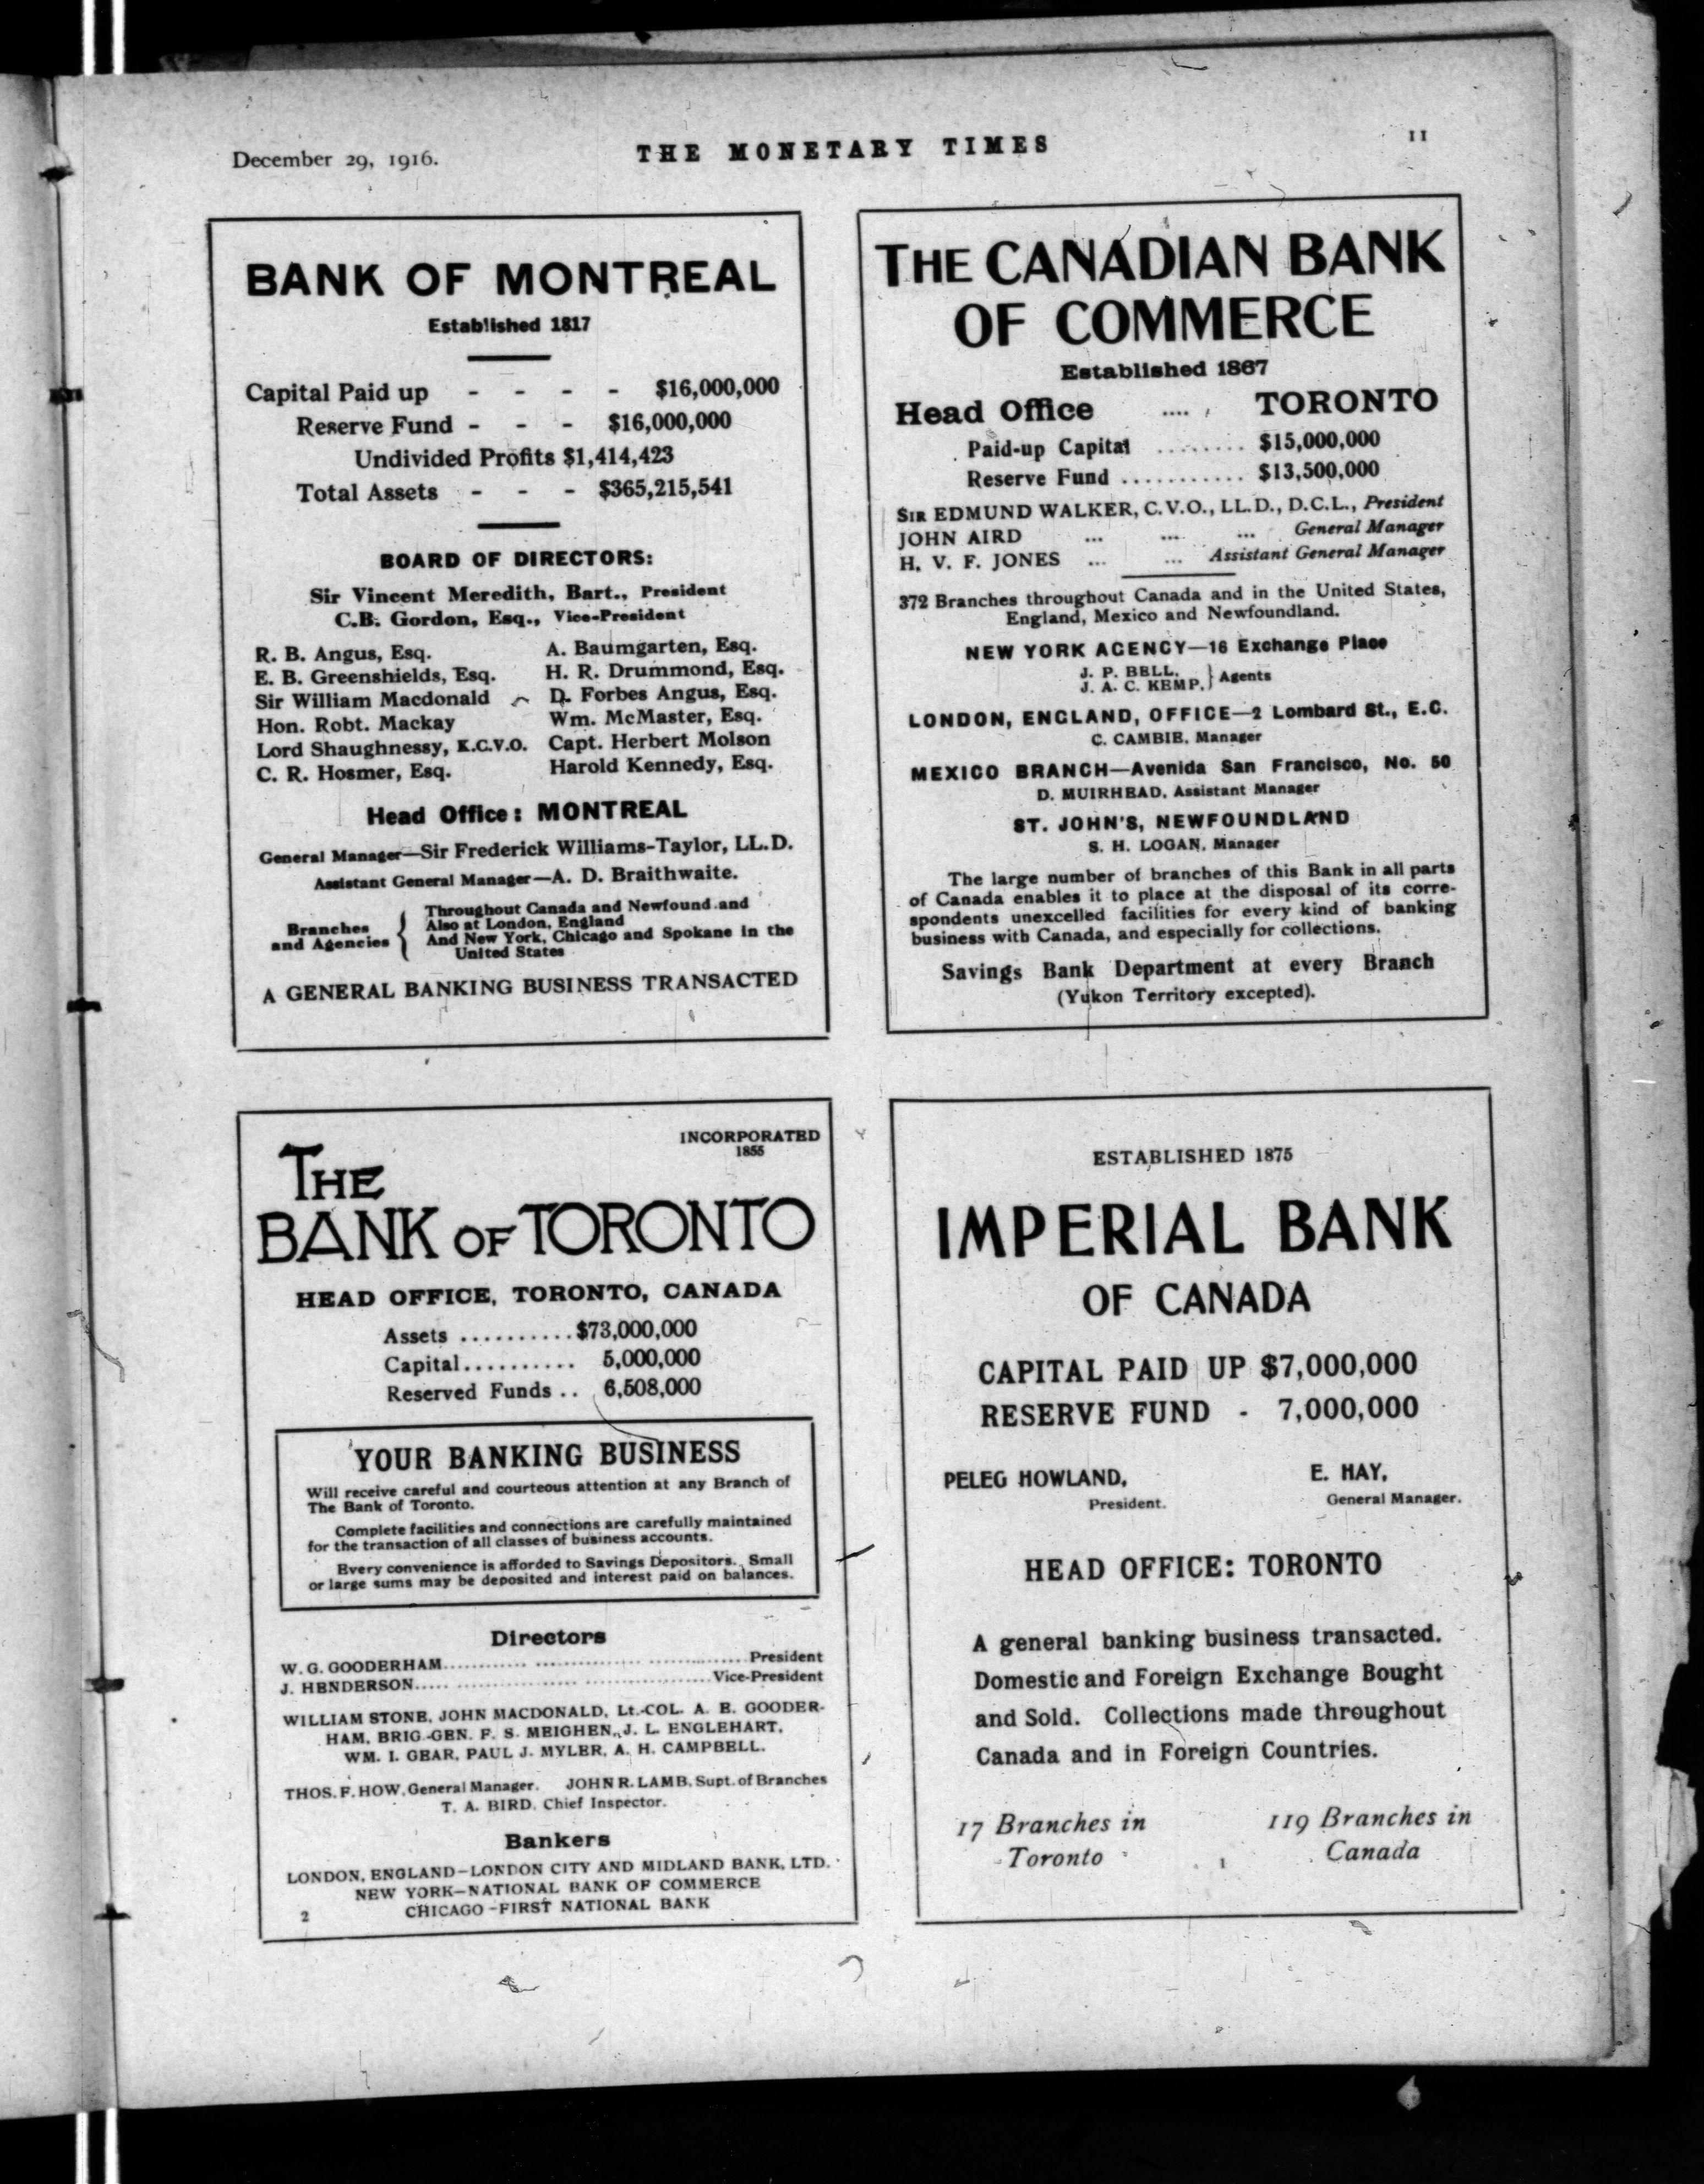 December 29, 1916.
THE MONETARY TIMES
11
BANK OF MONTREAL
Established 1817
Capital Paid up - - - - $16,000,000
Reserve Fund - - - $16,000,000
Undivided Profits $1,414,423
Total Assets - - - $365,215,541
BOARD OF DIRECTORS:
Sir Vincent Meredith, Bart., President
C.B. Gordon, Esq., Vice-President
R. B. Angus, Esq. A. Baumgarten, Esq.
E. B. Greenshields, Esq. H. R. Drummond, Esq.
Sir William Macdonald D. Forbes Angus, Esq.
Hon. Robt. Mackay Wm. McMaster, Esq.
Lord Shaughnessy, K.C.V.O. Capt. Herbert Molson
C. R. Hosmer, Esq. Harold Kennedy, Esq.
Head Office: MONTREAL
General Manager—Sir Frederick Williams-Taylor, LL.D.
Assistant General Manager—A. D. Braithwaite.
Branches and Agencies {
Throughout Canada and Newfoundland
Also at London, England
And New York, Chicago and Spokane in the
United States
A GENERAL BANKING BUSINESS TRANSACTED
THE CANADIAN BANK
OF COMMERCE
Established 1867
Head Office .... TORONTO
Paid-up Capital ........ $15,000,000
Reserve Fund ........... $13,500,000
SIR EDMUND WALKER, C.V.O., LL.D., D.C.L., President
JOHN AIRD ... ... ... General Manager
H. V. F. JONES ... ... Assistant General Manager
372 Branches throughout Canada and in the United States,
England, Mexico and Newfoundland.
NEW YORK AGENCY—16 Exchange Place
J. P. BELL,
J. A. C. KEMP, } Agents
LONDON, ENGLAND, OFFICE—2 Lombard St., E.C.
C. CAMBIE, Manager
MEXICO BRANCH—Avenida San Francisco, No. 50
D. MUIRHEAD, Assistant Manager
ST. JOHN'S, NEWFOUNDLAND
S. H. LOGAN, Manager
The large number of branches of this Bank in all parts
of Canada enables it to place at the disposal of its corre-
spondents unexcelled facilities for every kind of banking
business with Canada, and especially for collections.
Savings Bank Department at every Branch
(Yukon Territory excepted).
INCORPORATED
1855
THE
BANK OF TORONTO
HEAD OFFICE, TORONTO, CANADA
Assets ..........$73,000,000
Capital.......... 5,000,000
Reserved Funds .. 6,508,000
YOUR BANKING BUSINESS
Will receive careful and courteous attention at any Branch of
The Bank of Toronto.
Complete facilities and connections are carefully maintained
for the transaction of all classes of business accounts.
Every convenience is afforded to Savings Depositors. Small
or large sums may be deposited and interest paid on balances.
Directors
W. G. GOODERHAM..........President
J. HENDERSON..........Vice-President
WILLIAM STONE, JOHN MACDONALD, Lt.-COL. A. E. GOODER-
HAM, BRIG.-GEN. F. S. MEIGHEN, J. L. ENGLEHART,
WM. I. GEAR, PAUL J. MYLER, A. H. CAMPBELL.
THOS. F. HOW, General Manager. JOHN R. LAMB, Supt. of Branches
T. A. BIRD, Chief Inspector.
Bankers
LONDON, ENGLAND—LONDON CITY AND MIDLAND BANK, LTD.
NEW YORK—NATIONAL BANK OF COMMERCE
CHICAGO—FIRST NATIONAL BANK
2
ESTABLISHED 1875
IMPERIAL BANK
OF CANADA
CAPITAL PAID UP $7,000,000
RESERVE FUND - 7,000,000
PELEG HOWLAND, E. HAY,
President. General Manager.
HEAD OFFICE: TORONTO
A general banking business transacted.
Domestic and Foreign Exchange Bought
and Sold. Collections made throughout
Canada and in Foreign Countries.
17 Branches in 119 Branches in
Toronto Canada